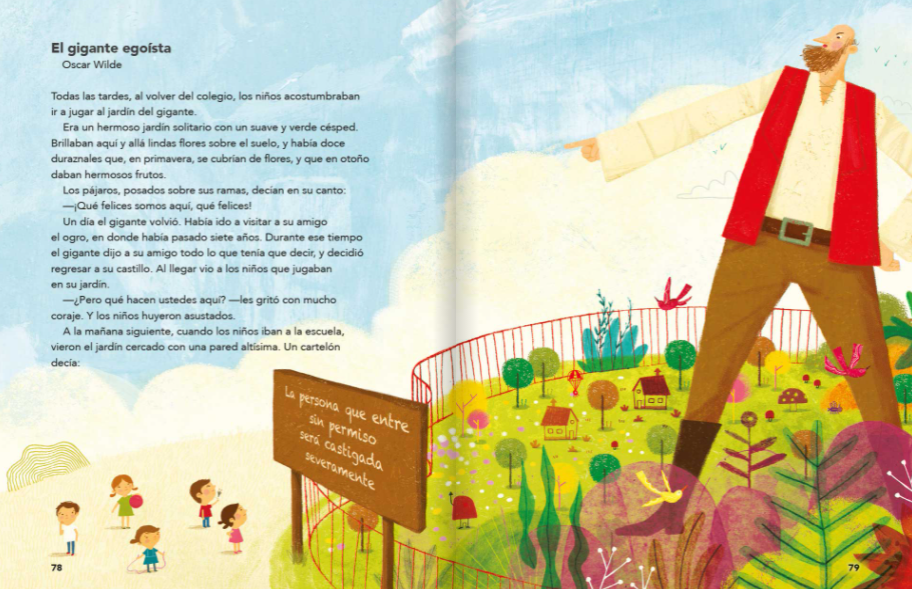 El gigante egoísta
Oscar Wilde
Todas las tardes, al volver del colegio, los niños acostumbraban
ir a jugar al jardín del gigante.
Era un hermoso jardín solitario con un suave y verde césped.
Brillaban aquí y allá lindas flores sobre el suelo, y había doce
duraznales que, en primavera, se cubrían de flores, y que en otoño
daban hermosos frutos.
Los pájaros, posados sobre sus ramas, decían en su canto:
—¡Qué felices somos aquí, qué felices!
Un día el gigante volvió. Había ido a visitar a su amigo
el ogro, en donde había pasado siete años. Durante ese tiempo
el gigante dijo a su amigo todo lo que tenía que decir, y decidió
regresar a su castillo. Al llegar vio a los niños que jugaban
en su jardín.
—¿Pero qué hacen ustedes aquí? —les gritó con mucho
coraje. Y los niños huyeron asustados.
A la mañana siguiente, cuando los niños iban a la escuela,
vieron el jardín cercado con una pared altísima. Un cartelón
decía:
La persona que entre
sin permiso
será castigada
severamente
78
79